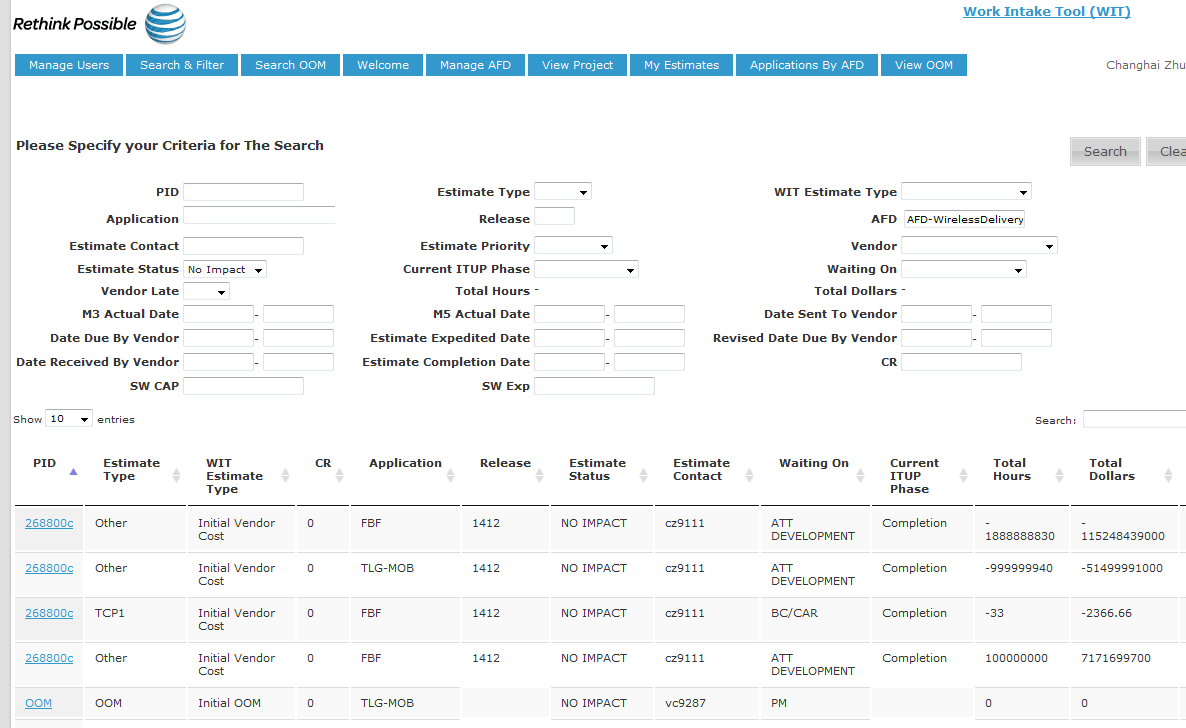 Rethink Possible
Work Intake Tool (WIT)
Manage Users Search & Filter Search OOM Welcome Manage AFD View Project My Estimates Applications By AFD View OOM
Changhai Zhu
Please Specify your Criteria for The Search
Search Clea
PID Estimate Type WIT Estimate Type
Application Release AFD AFD-WirelessDelivery
Estimate Contact Estimate Priority Vendor
Estimate Status No Impact Current ITUP Phase Waiting On
Vendor Late Total Hours - Total Dollars -
M3 Actual Date - M5 Actual Date - Date Sent To Vendor -
Date Due By Vendor - Estimate Expedited Date - Revised Date Due By Vendor -
Date Received By Vendor - Estimate Completion Date - CR
SW CAP SW Exp
Show 10 entries Search:
PID Estimate WIT CR Application Release Estimate Estimate Waiting On Current Total Total
Type Estimate Status Contact ITUP Hours Dollars
Type Phase
268800c Other Initial Vendor 0 FBF 1412 NO IMPACT cz9111 ATT Completion - -
Cost DEVELOPMENT 1888888830 115248439000
268800c Other Initial Vendor 0 TLG-MOB 1412 NO IMPACT cz9111 ATT Completion -999999940 -51499991000
Cost DEVELOPMENT
268800c TCP1 Initial Vendor 0 FBF 1412 NO IMPACT cz9111 BC/CAR Completion -33 -2366.66
Cost
268800c Other Initial Vendor 0 FBF 1412 NO IMPACT cz9111 ATT Completion 100000000 7171699700
Cost DEVELOPMENT
OOM OOM Initial OOM 0 TLG-MOB NO IMPACT vc9287 PM 0 0